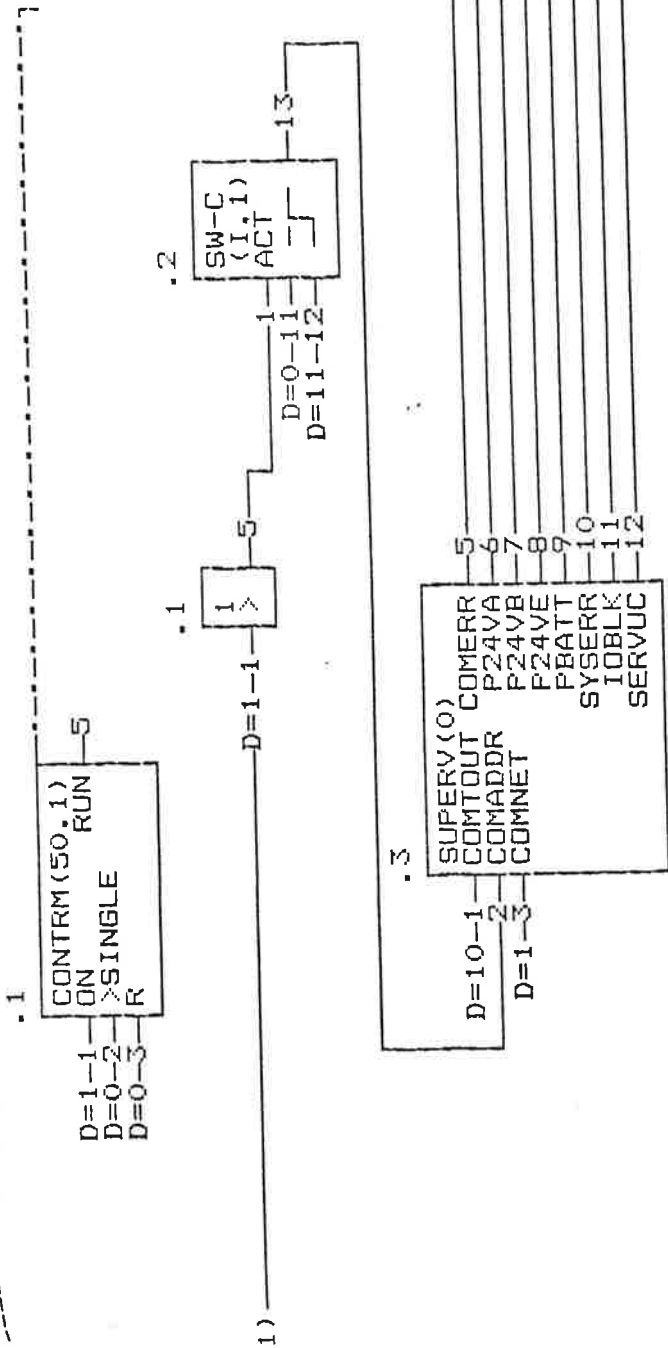 .1
CONTRM(50,1)
D=1—1 ON RUN 5
D=0—2 >SINGLE
D=0—3 R
1)
D=1—1
.1
1
>
5
.2
SW-C
(I,1)
1 ACT
D=0—11
D=11—12
13
.3
SUPERV(0)
D=10—1 COMTOUT COMERR 5
2 COMADDR P24VA 6
D=1—3 COMNET P24VB 7
P24VE 8
PBATT 9
SYSERR 10
IOBLK 11
SERVUC 12